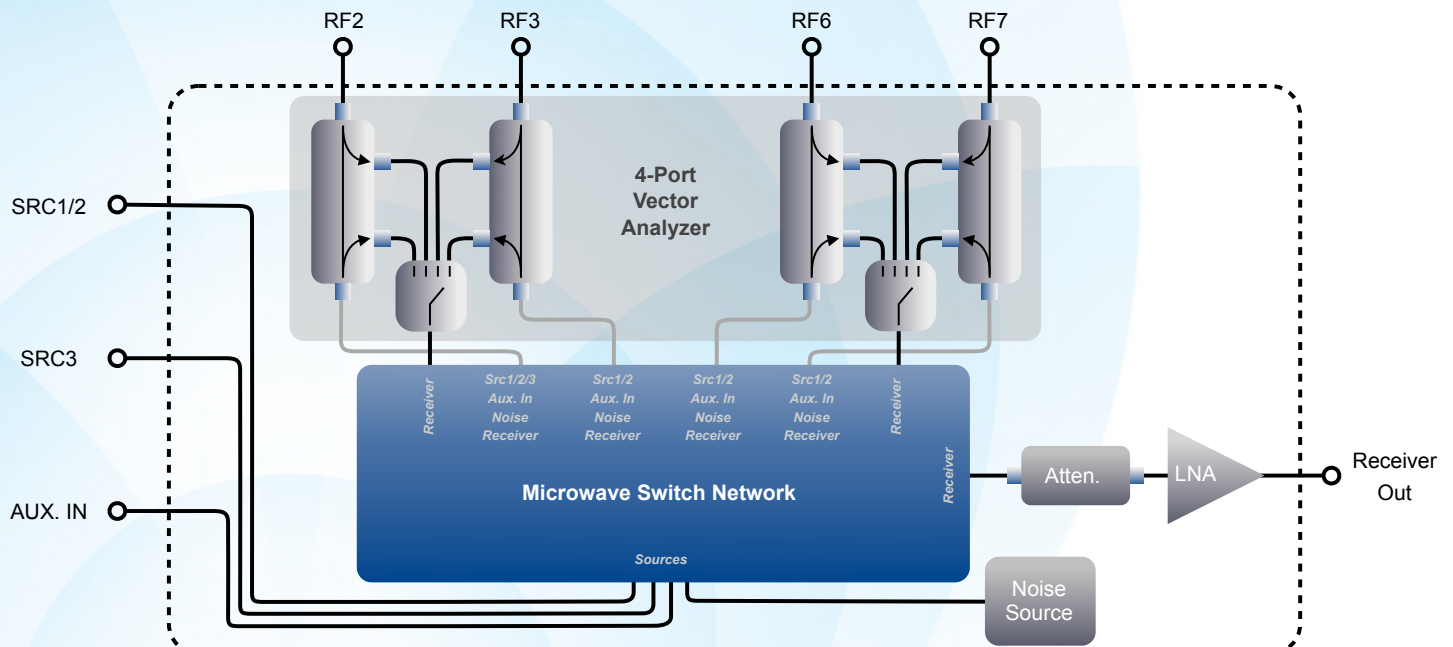 RF2
RF3
RF6
RF7
4-Port
Vector
Analyzer
SRC1/2
SRC3
AUX. IN
Receiver
Src1/2/3
Aux. In
Noise
Receiver
Src1/2
Aux. In
Noise
Receiver
Src1/2
Aux. In
Noise
Receiver
Src1/2
Aux. In
Noise
Receiver
Receiver
Receiver
Microwave Switch Network
Sources
Atten.
LNA
Receiver
Out
Noise
Source